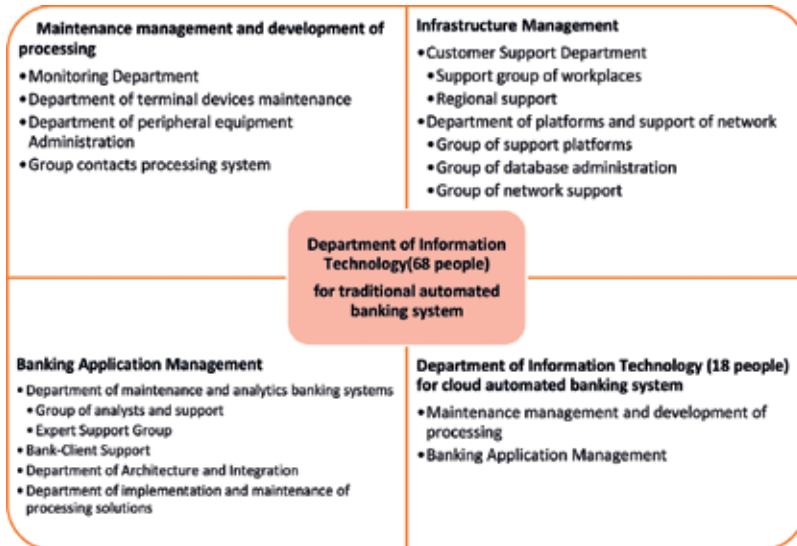 Maintenance management and development of
processing
•Monitoring Department
•Department of terminal devices maintenance
•Department of peripheral equipment
Administration
•Group contacts processing system
Infrastructure Management
•Customer Support Department
•Support group of workplaces
•Regional support
•Department of platforms and support of network
•Group of support platforms
•Group of database administration
•Group of network support
Department of Information
Technology(68 people)
for traditional automated
banking system
Banking Application Management
•Department of maintenance and analytics banking systems
•Group of analysts and support
•Expert Support Group
•Bank-Client Support
•Department of Architecture and Integration
•Department of implementation and maintenance of
processing solutions
Department of Information Technology (18 people)
for cloud automated banking system
•Maintenance management and development of
processing
•Banking Application Management